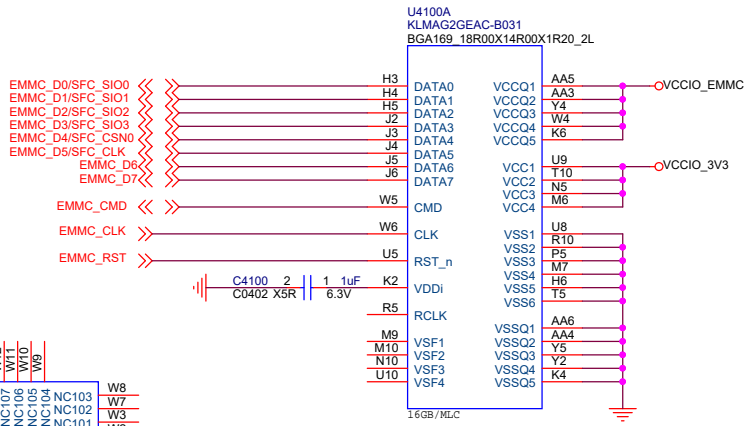 U4100A
KLMAG2GEAC-B031
BGA169_18R00X14R00X1R20_2L
EMMC_D0/SFC_SIO0 H3 DATA0 VCCQ1 AA5 VCCIO_EMMC
EMMC_D1/SFC_SIO1 H4 DATA1 VCCQ2 AA3
EMMC_D2/SFC_SIO2 H5 DATA2 VCCQ3 Y4
EMMC_D3/SFC_SIO3 J2 DATA3 VCCQ4 W4
EMMC_D4/SFC_CSN0 J3 DATA4 VCCQ5 K6
EMMC_D5/SFC_CLK J4 DATA5
EMMC_D6 J5 DATA6 VCC1 U9 VCCIO_3V3
EMMC_D7 J6 DATA7 VCC2 T10
VCC3 N5
EMMC_CMD W5 CMD VCC4 M6
EMMC_CLK W6 CLK VSS1 U8
VSS2 R10
EMMC_RST U5 RST_n VSS3 P5
VSS4 M7
C4100 2 1 1uF K2 VDDi VSS5 H6
C0402 X5R 6.3V VSS6 T5
R5 RCLK
VSSQ1 AA6
M9 VSF1 VSSQ2 AA4
M10 VSF2 VSSQ3 Y5
N10 VSF3 VSSQ4 Y2
U10 VSF4 VSSQ5 K4
16GB/MLC
W11
W10
W9
NC107
NC106
NC105
NC104
NC103 W8
NC102 W7
NC101 W3